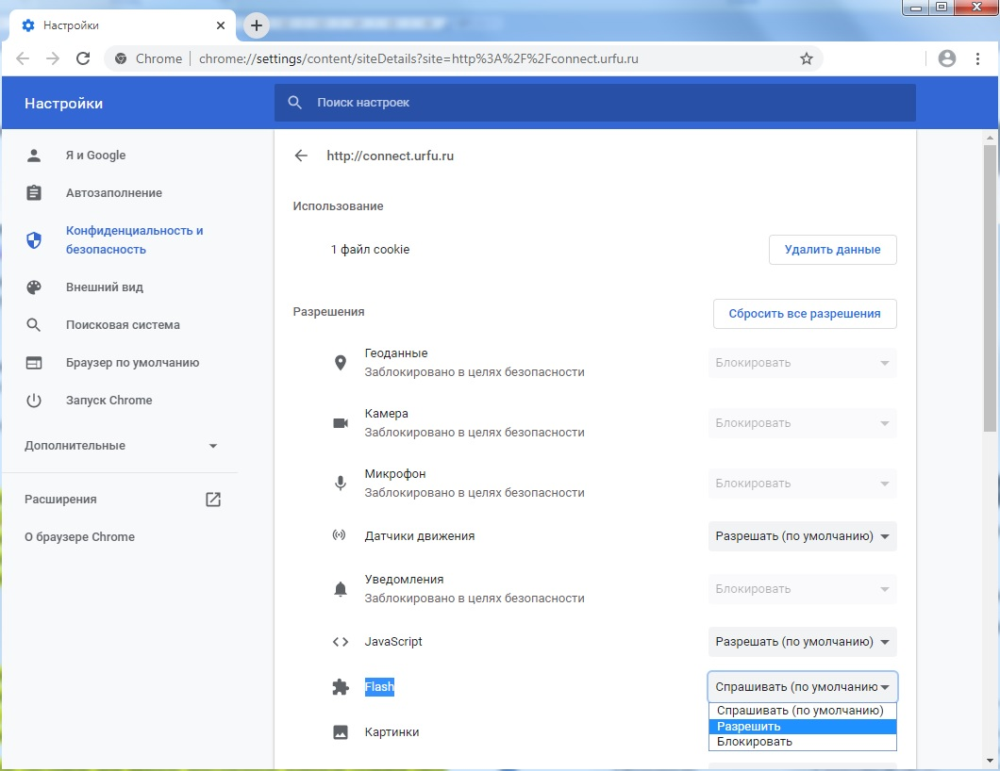 Настройки
Chrome
chrome://settings/content/siteDetails?site=http%3A%2F%2Fconnect.urfu.ru
Настройки
Поиск настроек
Я и Google
Автозаполнение
Конфиденциальность и
безопасность
Внешний вид
Поисковая система
Браузер по умолчанию
Запуск Chrome
Дополнительные
Расширения
О браузере Chrome
http://connect.urfu.ru
Использование
1 файл cookie
Удалить данные
Разрешения
Сбросить все разрешения
Геоданные
Заблокировано в целях безопасности
Блокировать
Камера
Заблокировано в целях безопасности
Блокировать
Микрофон
Заблокировано в целях безопасности
Блокировать
Датчики движения
Разрешать (по умолчанию)
Уведомления
Заблокировано в целях безопасности
Блокировать
JavaScript
Разрешать (по умолчанию)
Flash
Спрашивать (по умолчанию
Спрашивать (по умолчанию)
Разрешить
Блокировать
Картинки